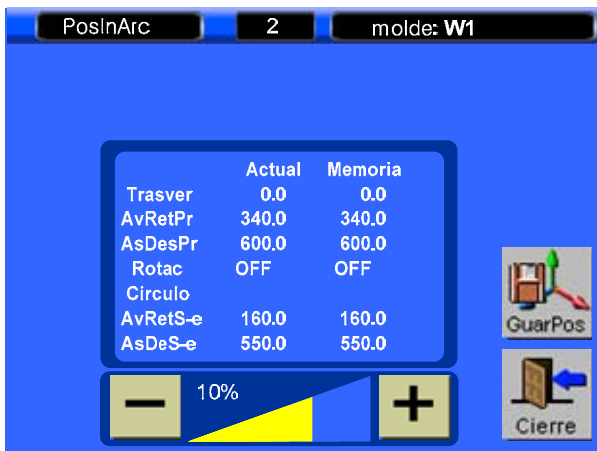 PosInArc 2 molde: W1
Actual Memoria
Trasver 0.0 0.0
AvRetPr 340.0 340.0
AsDesPr 600.0 600.0
Rotac OFF OFF
Circulo
AvRetS-e 160.0 160.0
AsDeS-e 550.0 550.0
GuarPos
10%
Cierre